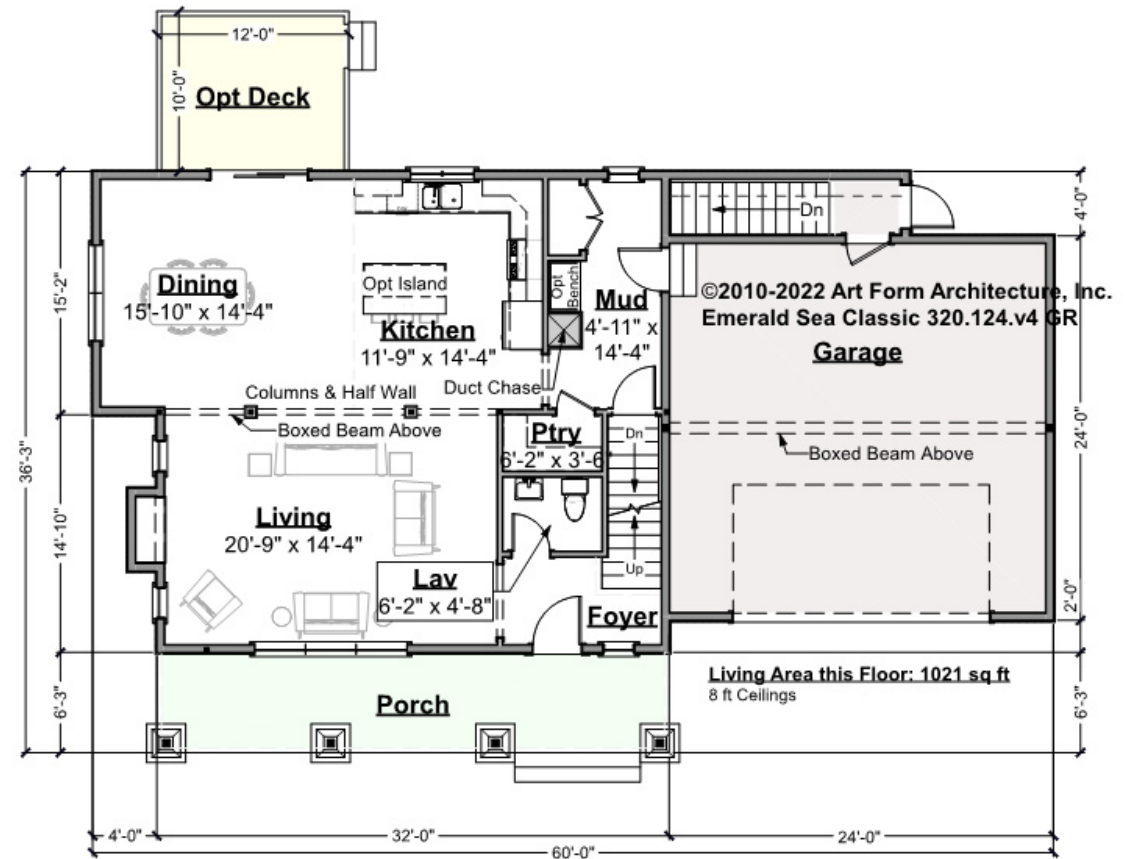 12'-0"
10'-0"
Opt Deck
4'-0"
Dn
15'-2"
Dining
15'-10" x 14'-4"
Opt Island
Kitchen
11'-9" x 14'-4"
Opt Bench
Mud
4'-11" x
14'-4"
©2010-2022 Art Form Architecture, Inc.
Emerald Sea Classic 320.124.v4 GR
Garage
Columns & Half Wall
Duct Chase
Boxed Beam Above
Ptry
6'-2" x 3'-6"
Dn
Boxed Beam Above
24'-0"
36'-3"
14'-10"
Living
20'-9" x 14'-4"
Lav
6'-2" x 4'-8"
Up
Foyer
2'-0"
Living Area this Floor: 1021 sq ft
8 ft Ceilings
6'-3"
Porch
6'-3"
4'-0"
32'-0"
24'-0"
60'-0"